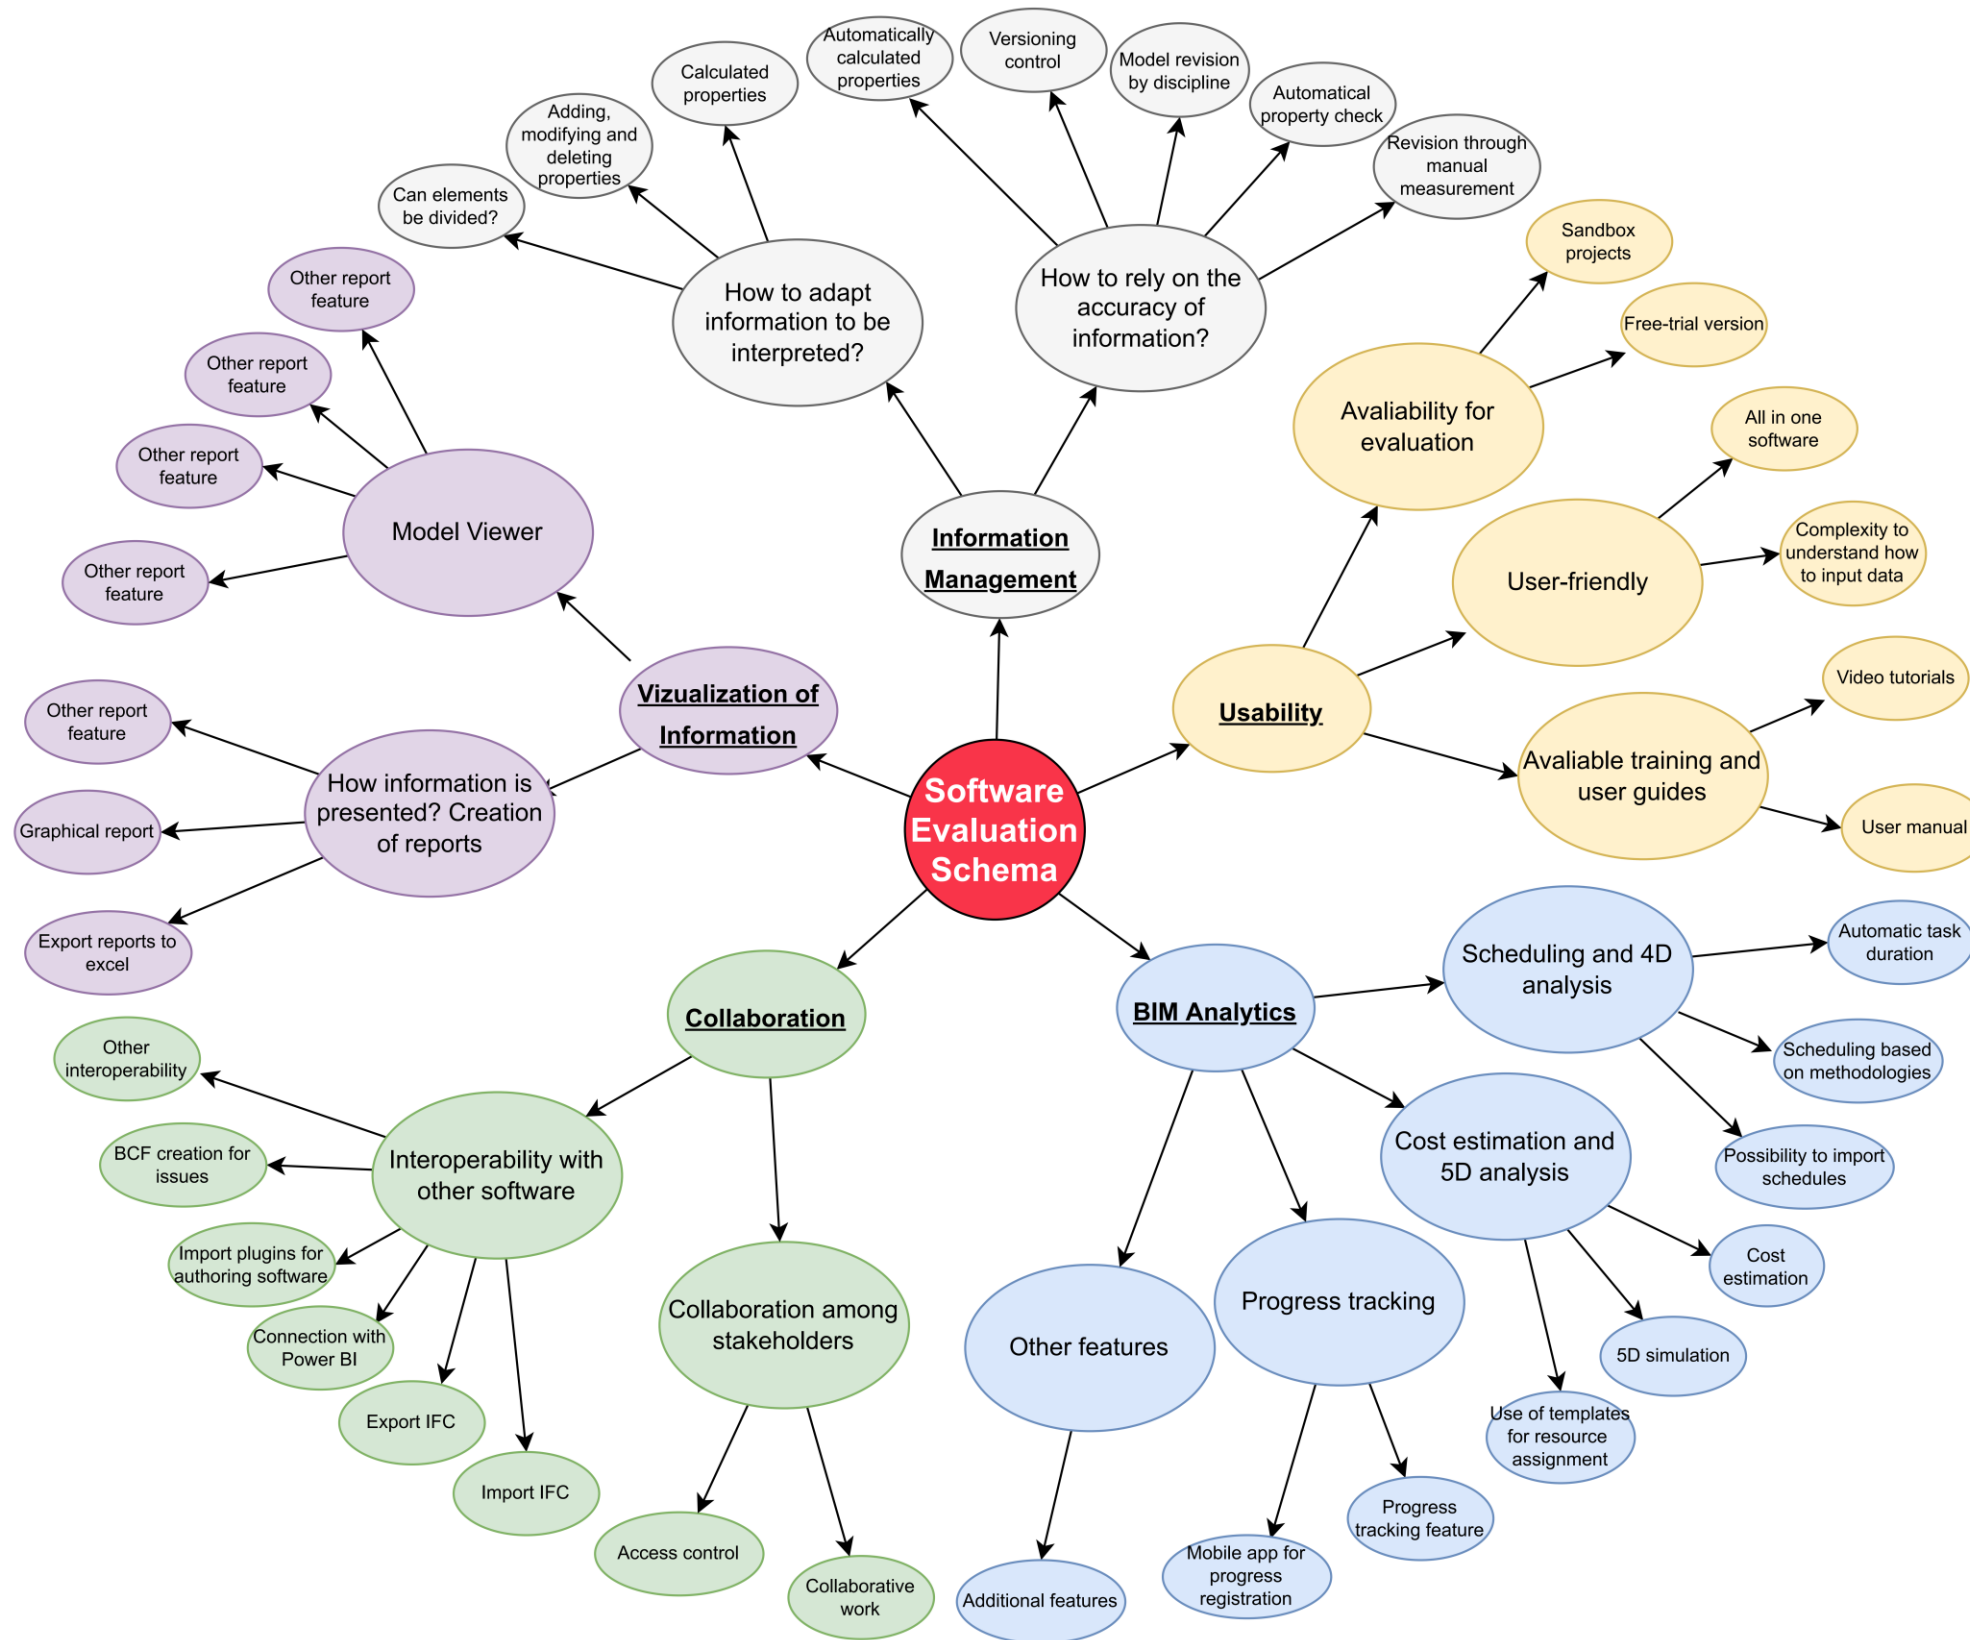 Automatically
calculated
properties
Versioning
control
Model revision
by discipline
Automatical
property check
Revision through
manual
measurement
Calculated
properties
Adding,
modifying and
deleting
properties
Can elements
be divided?
How to adapt
information to be
interpreted?
How to rely on the
accuracy of
information?
Information
Management
Sandbox
projects
Free-trial version
Avaliability for
evaluation
All in one
software
User-friendly
Complexity to
understand how
to input data
Video tutorials
Usability
Avaliable training and
user guides
User manual
Other report
feature
Other report
feature
Other report
feature
Other report
feature
Model Viewer
Vizualization of
Information
Other report
feature
How information is
presented? Creation
of reports
Graphical report
Export reports to
excel
Software
Evaluation
Schema
Collaboration
Other
interoperability
BCF creation for
issues
Interoperability with
other software
Import plugins for
authoring software
Connection with
Power BI
Export IFC
Import IFC
Collaboration among
stakeholders
Access control
Collaborative
work
BIM Analytics
Scheduling and 4D
analysis
Automatic task
duration
Scheduling based
on methodologies
Possibility to import
schedules
Cost estimation and
5D analysis
Cost
estimation
5D simulation
Use of templates
for resource
assignment
Progress tracking
Progress
tracking feature
Mobile app for
progress
registration
Other features
Additional features